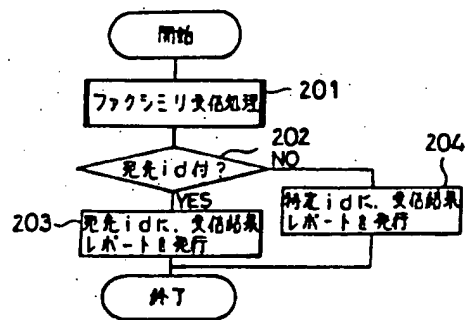 開始
ファクシミリ受信処理
201
202
宛先id付?
NO
204
YES
203
宛先idに、受信結果
レポートを発行
特定idに、受信結果
レポートを発行
終了